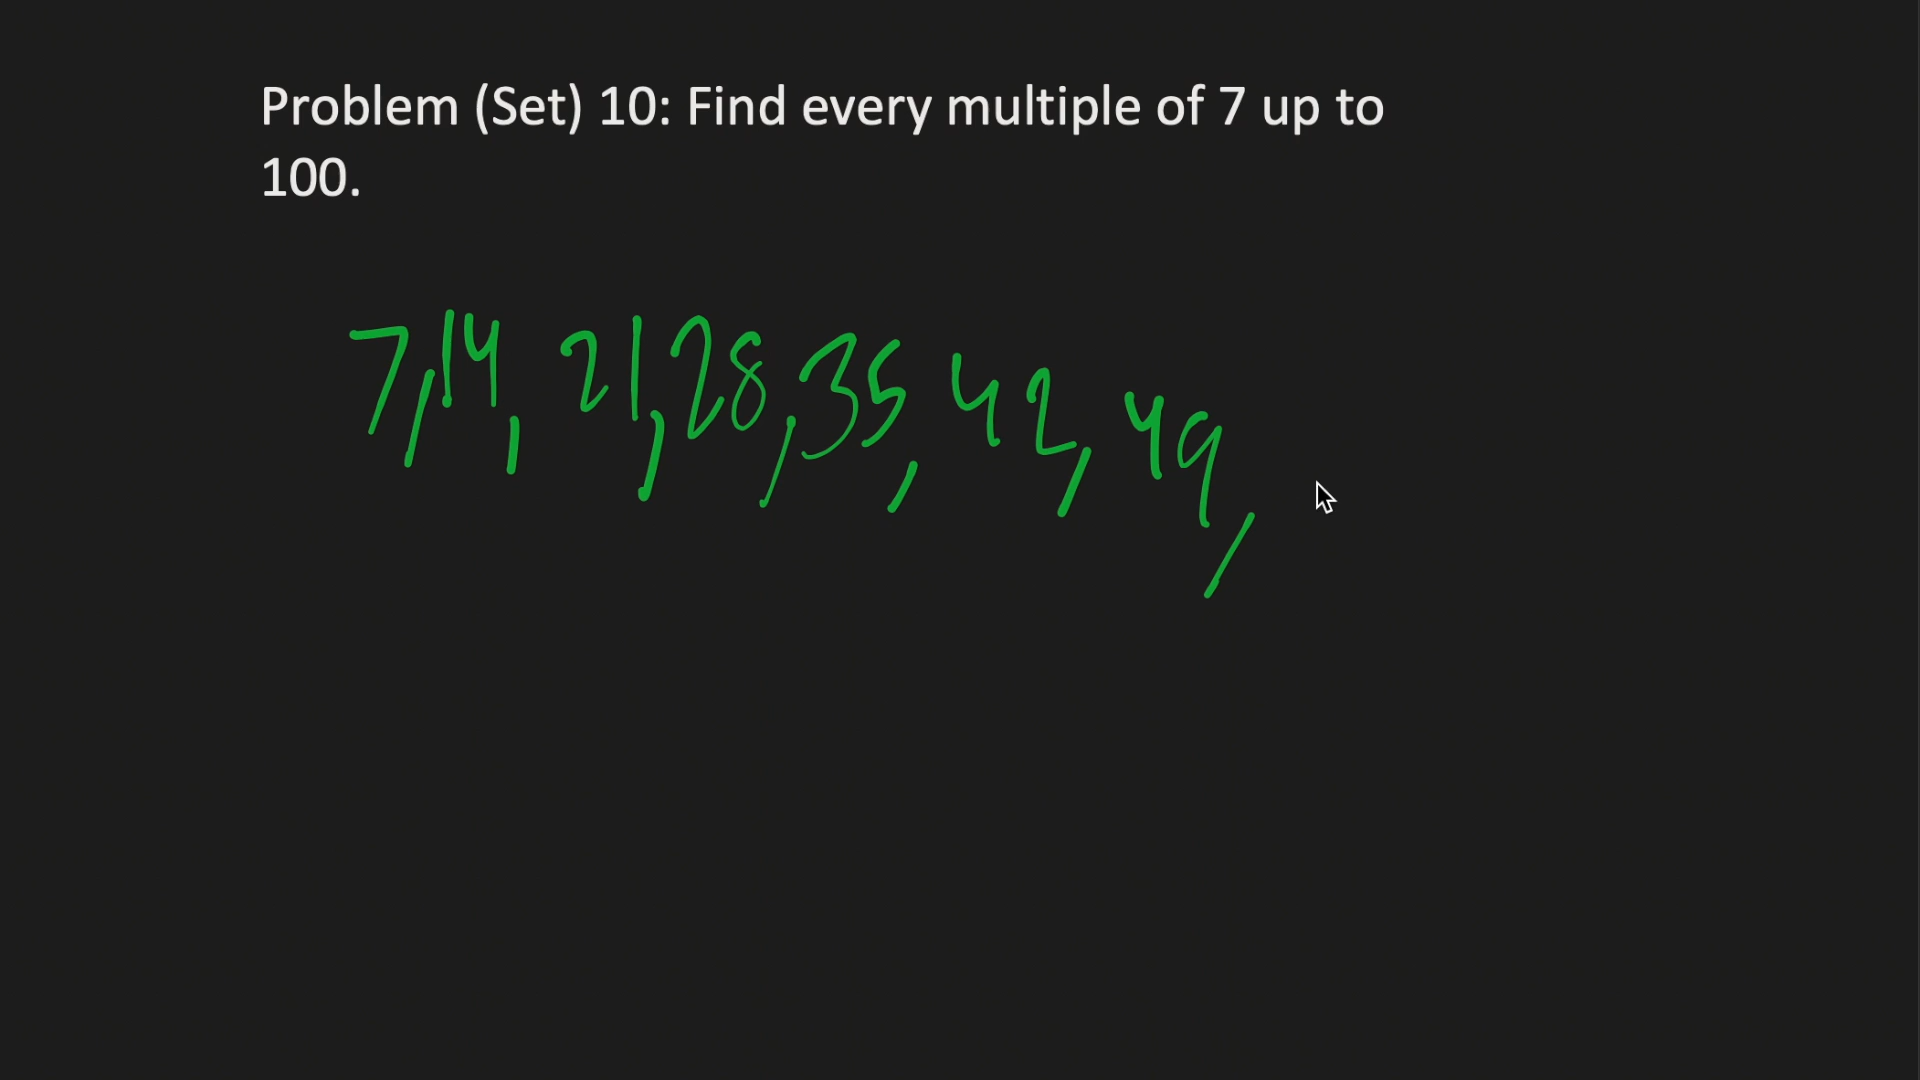 Problem (Set) 10: Find every multiple of 7 up to
100.
7, 14, 21, 28, 35, 42, 49,